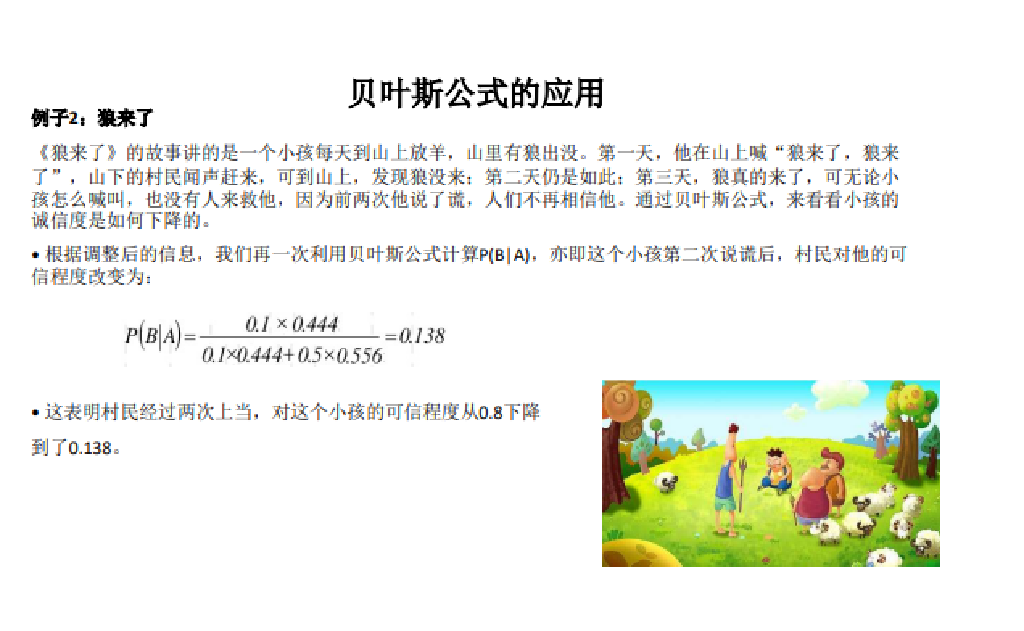 贝叶斯公式的应用
例子2：狼来了
《狼来了》的故事讲的是一个小孩每天到山上放羊，山里有狼出没。第一天，他在山上喊“狼来了，狼来
了”，山下的村民闻声赶来，可到山上，发现狼没来；第二天仍是如此；第三天，狼真的来了，可无论小
孩怎么喊叫，也没有人来救他，因为前两次他说了谎，人们不再相信他。通过贝叶斯公式，来看看小孩的
诚信度是如何下降的。
• 根据调整后的信息，我们再一次利用贝叶斯公式计算P(B|A)，亦即这个小孩第二次说谎后，村民对他的可
信程度改变为：
P(B|A)= 0.1 × 0.444 / 0.1×0.444+0.5×0.556 =0.138
• 这表明村民经过两次上当，对这个小孩的可信程度从0.8下降
到了0.138。